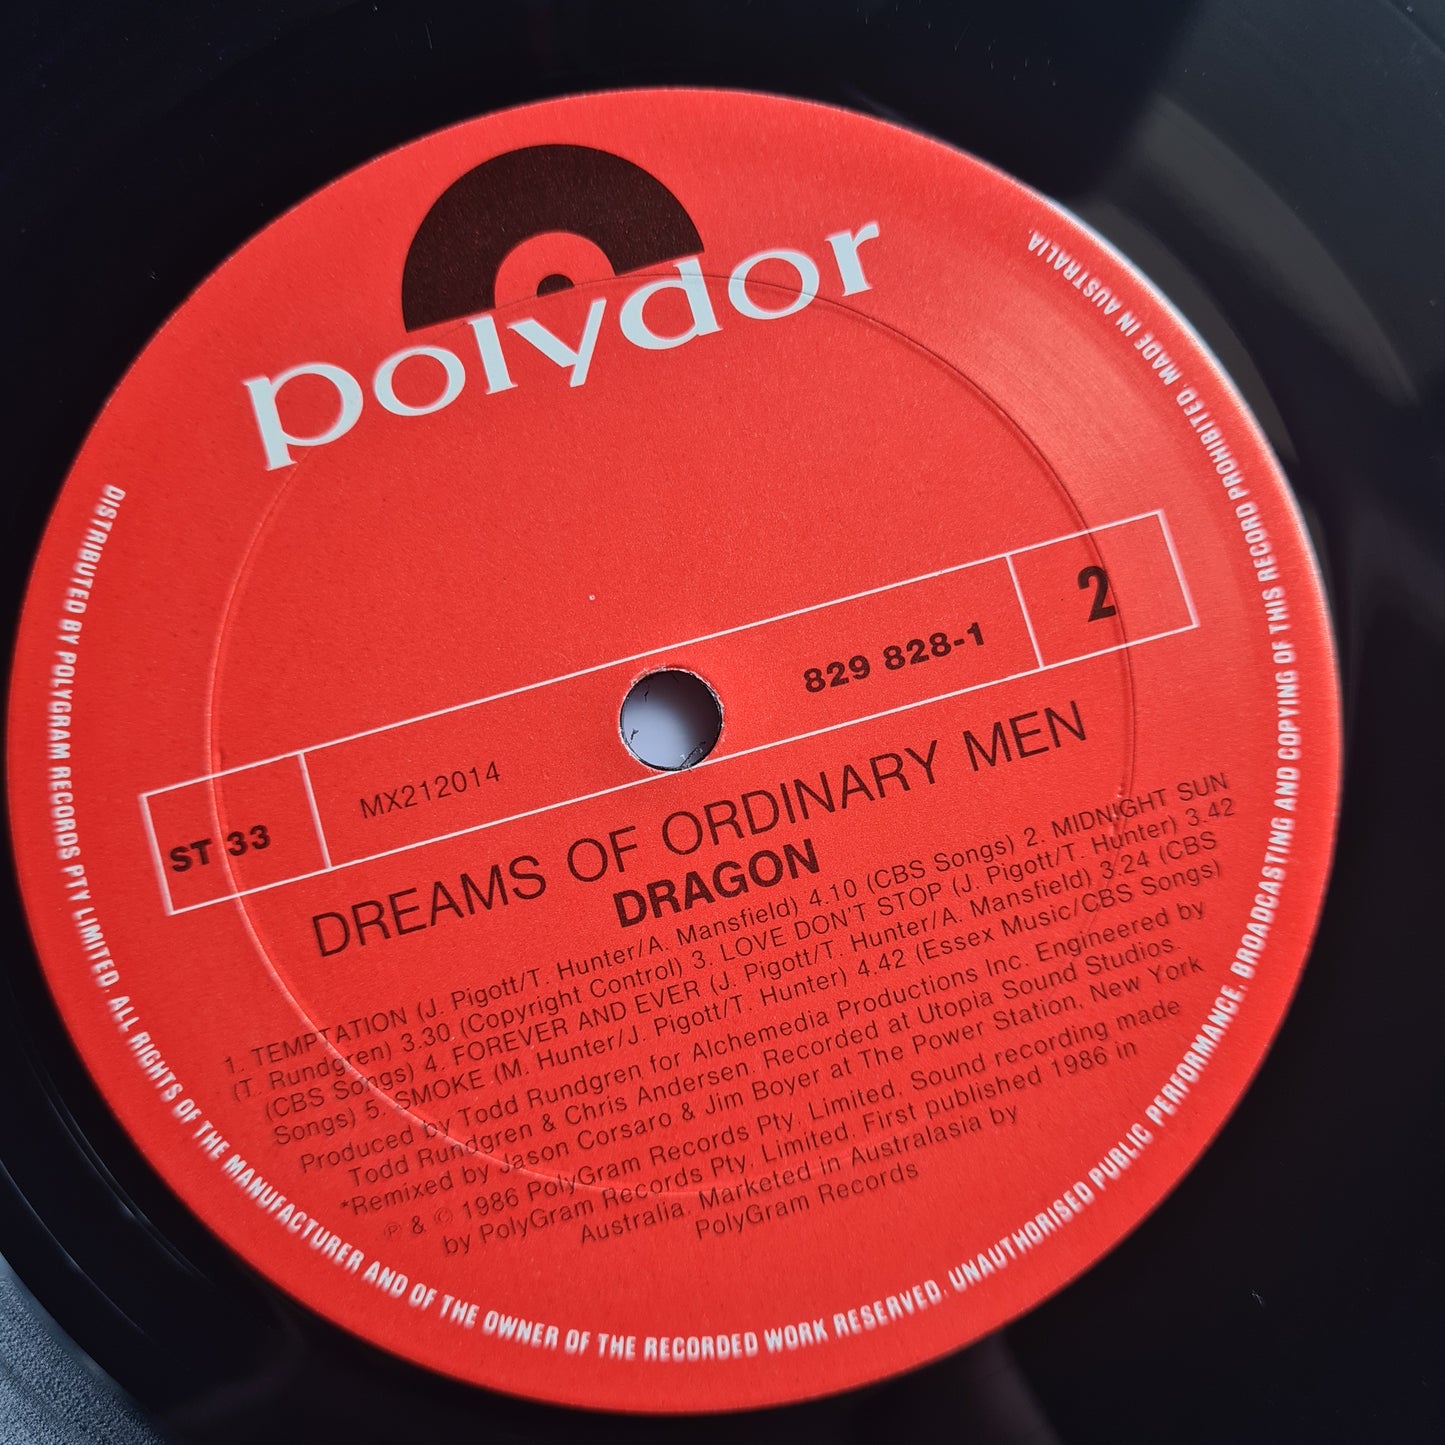 polydor
ST 33
MX212014
829 828-1
2
DREAMS OF ORDINARY MEN
DRAGON
1. TEMPTATION (J. Pigott/T. Hunter/A. Mansfield) 4.10 (CBS Songs) 2. MIDNIGHT SUN
(T. Rundgren) 3.30 (Copyright Control) 3. LOVE DON'T STOP (J. Pigott/T. Hunter) 3.42
(CBS Songs) 4. FOREVER AND EVER (J. Pigott/T. Hunter/A. Mansfield) 3.24 (CBS
Songs) 5. SMOKE (M. Hunter/J. Pigott/T. Hunter) 4.42 (Essex Music/CBS Songs)
Produced by Todd Rundgren for Alchemedia Productions Inc. Engineered by
Todd Rundgren & Chris Andersen. Recorded at Utopia Sound Studios.
*Remixed by Jason Corsaro & Jim Boyer at The Power Station, New York
℗ & © 1986 PolyGram Records Pty. Limited. Sound recording made
by PolyGram Records Pty. Limited. First published 1986 in
Australia. Marketed in Australasia by
PolyGram Records
DISTRIBUTED BY POLYGRAM RECORDS PTY LIMITED. ALL RIGHTS OF THE MANUFACTURER AND OF THE OWNER OF THE RECORDED WORK RESERVED. UNAUTHORISED PUBLIC PERFORMANCE, BROADCASTING AND COPYING OF THIS RECORD PROHIBITED. MADE IN AUSTRALIA.